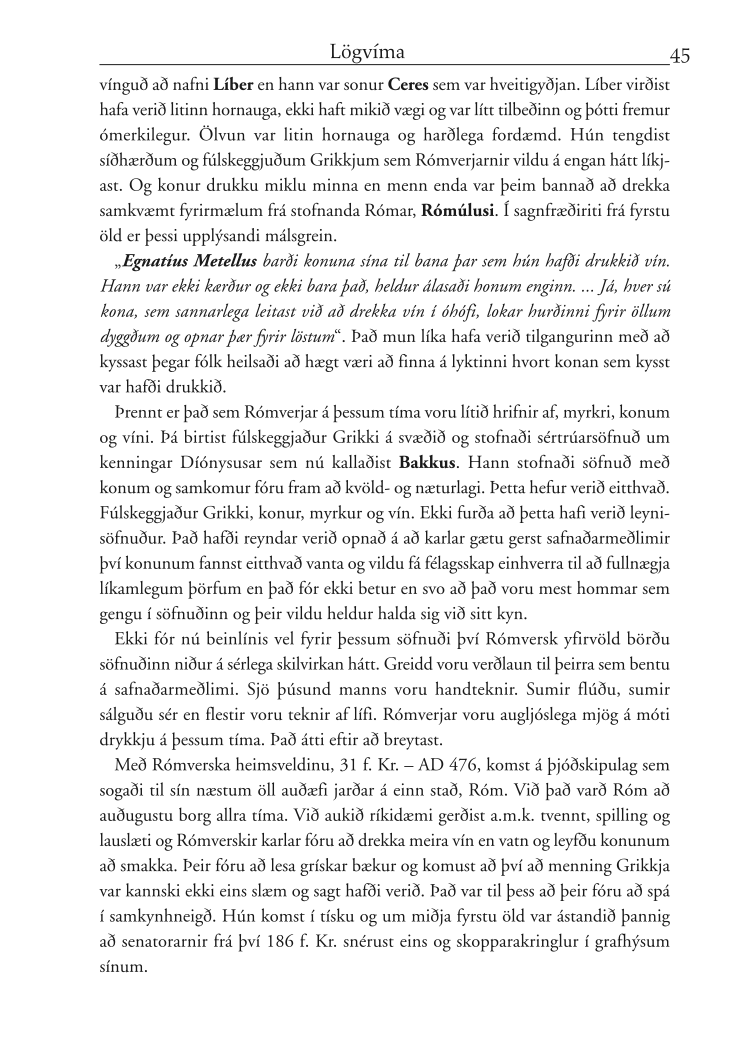 Lögvíma 45
vínguð að nafni Líber en hann var sonur Ceres sem var hveitigyðjan. Líber virðist
hafa verið litinn hornauga, ekki haft mikið vægi og var lítt tilbeðinn og þótti fremur
ómerkilegur. Ölvun var litin hornauga og harðlega fordæmd. Hún tengdist
síðhærðum og fúlskeggjuðum Grikkjum sem Rómverjarnir vildu á engan hátt líkj-
ast. Og konur drukku miklu minna en menn enda var þeim bannað að drekka
samkvæmt fyrirmælum frá stofnanda Rómar, Rómúlusi. Í sagnfræðiriti frá fyrstu
öld er þessi upplýsandi málsgrein.
„Egnatíus Metellus barði konuna sína til bana þar sem hún hafði drukkið vín.
Hann var ekki kærður og ekki bara það, heldur álasaði honum enginn. ... Já, hver sú
kona, sem sannarlega leitast við að drekka vín í óhófi, lokar hurðinni fyrir öllum
dyggðum og opnar þær fyrir löstum“. Það mun líka hafa verið tilgangurinn með að
kyssast þegar fólk heilsaði að hægt væri að finna á lyktinni hvort konan sem kysst
var hafði drukkið.
Þrennt er það sem Rómverjar á þessum tíma voru lítið hrifnir af, myrkri, konum
og víni. Þá birtist fúlskeggjaður Grikki á svæðið og stofnaði sértrúarsöfnuð um
kenningar Díónysusar sem nú kallaðist Bakkus. Hann stofnaði söfnuð með
konum og samkomur fóru fram að kvöld- og næturlagi. Þetta hefur verið eitthvað.
Fúlskeggjaður Grikki, konur, myrkur og vín. Ekki furða að þetta hafi verið leyni-
söfnuður. Það hafði reyndar verið opnað á að karlar gætu gerst safnaðarmeðlimir
því konunum fannst eitthvað vanta og vildu fá félagsskap einhverra til að fullnægja
líkamlegum þörfum en það fór ekki betur en svo að það voru mest hommar sem
gengu í söfnuðinn og þeir vildu heldur halda sig við sitt kyn.
Ekki fór nú beinlínis vel fyrir þessum söfnuði því Rómversk yfirvöld börðu
söfnuðinn niður á sérlega skilvirkan hátt. Greidd voru verðlaun til þeirra sem bentu
á safnaðarmeðlimi. Sjö þúsund manns voru handteknir. Sumir flúðu, sumir
sálguðu sér en flestir voru teknir af lífi. Rómverjar voru augljóslega mjög á móti
drykkju á þessum tíma. Það átti eftir að breytast.
Með Rómverska heimsveldinu, 31 f. Kr. – AD 476, komst á þjóðskipulag sem
sogaði til sín næstum öll auðæfi jarðar á einn stað, Róm. Við það varð Róm að
auðugustu borg allra tíma. Við aukið ríkidæmi gerðist a.m.k. tvennt, spilling og
lauslæti og Rómverskir karlar fóru að drekka meira vín en vatn og leyfðu konunum
að smakka. Þeir fóru að lesa grískar bækur og komust að því að menning Grikkja
var kannski ekki eins slæm og sagt hafði verið. Það var til þess að þeir fóru að spá
í samkynhneigð. Hún komst í tísku og um miðja fyrstu öld var ástandið þannig
að senatorarnir frá því 186 f. Kr. snérust eins og skopparakringlur í grafhýsum
sínum.